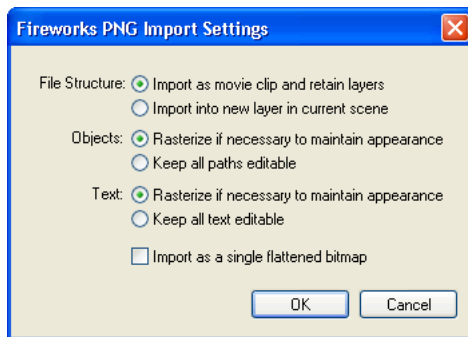 Fireworks PNG Import Settings
File Structure: Import as movie clip and retain layers
Import into new layer in current scene
Objects: Rasterize if necessary to maintain appearance
Keep all paths editable
Text: Rasterize if necessary to maintain appearance
Keep all text editable
Import as a single flattened bitmap
OK Cancel